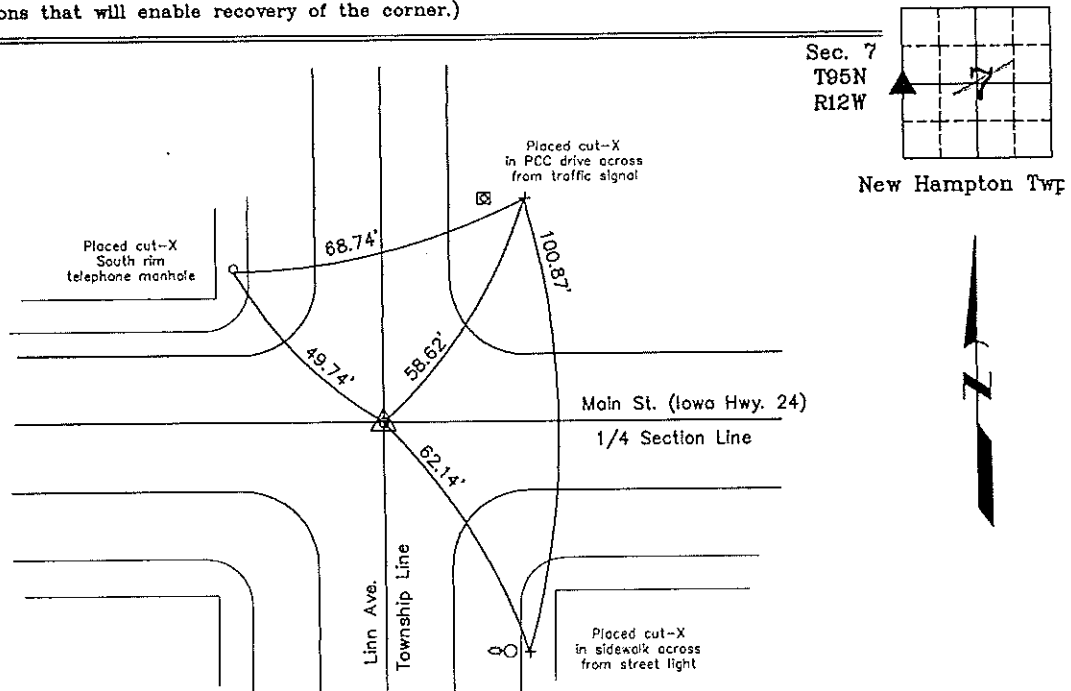 ons that will enable recovery of the corner.)
Sec. 7
T95N
R12W
7
New Hampton Twp
Placed cut-X
in PCC drive across
from traffic signal
Placed cut-X
South rim
telephone manhole
68.74'
100.87'
49.74'
58.62'
N
Main St. (Iowa Hwy. 24)
1/4 Section Line
62.14'
Linn Ave.
Township Line
Placed cut-X
in sidewalk across
from street light